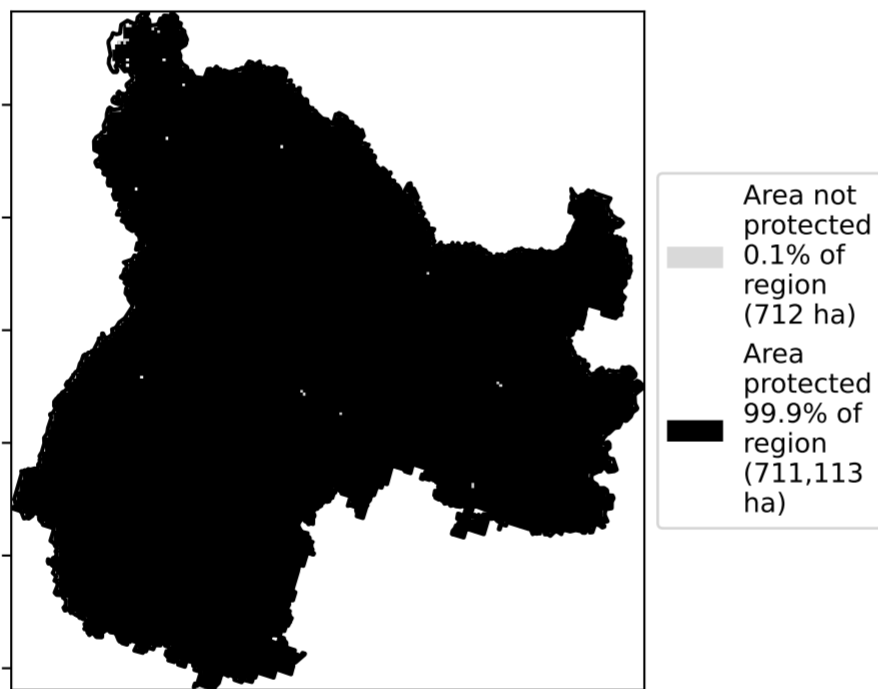 Area not
protected
0.1% of
region
(712 ha)
Area
protected
99.9% of
region
(711,113
ha)